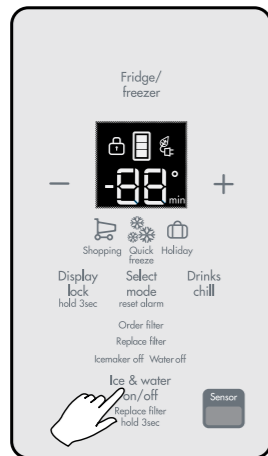 Fridge/
freezer
-88°
min
Shopping Quick Holiday
freeze
Display Select Drinks
lock mode chill
hold 3sec reset alarm
Order filter
Replace filter
Icemaker off Water off
Ice & water
on/off
Sensor
Replace filter
hold 3sec